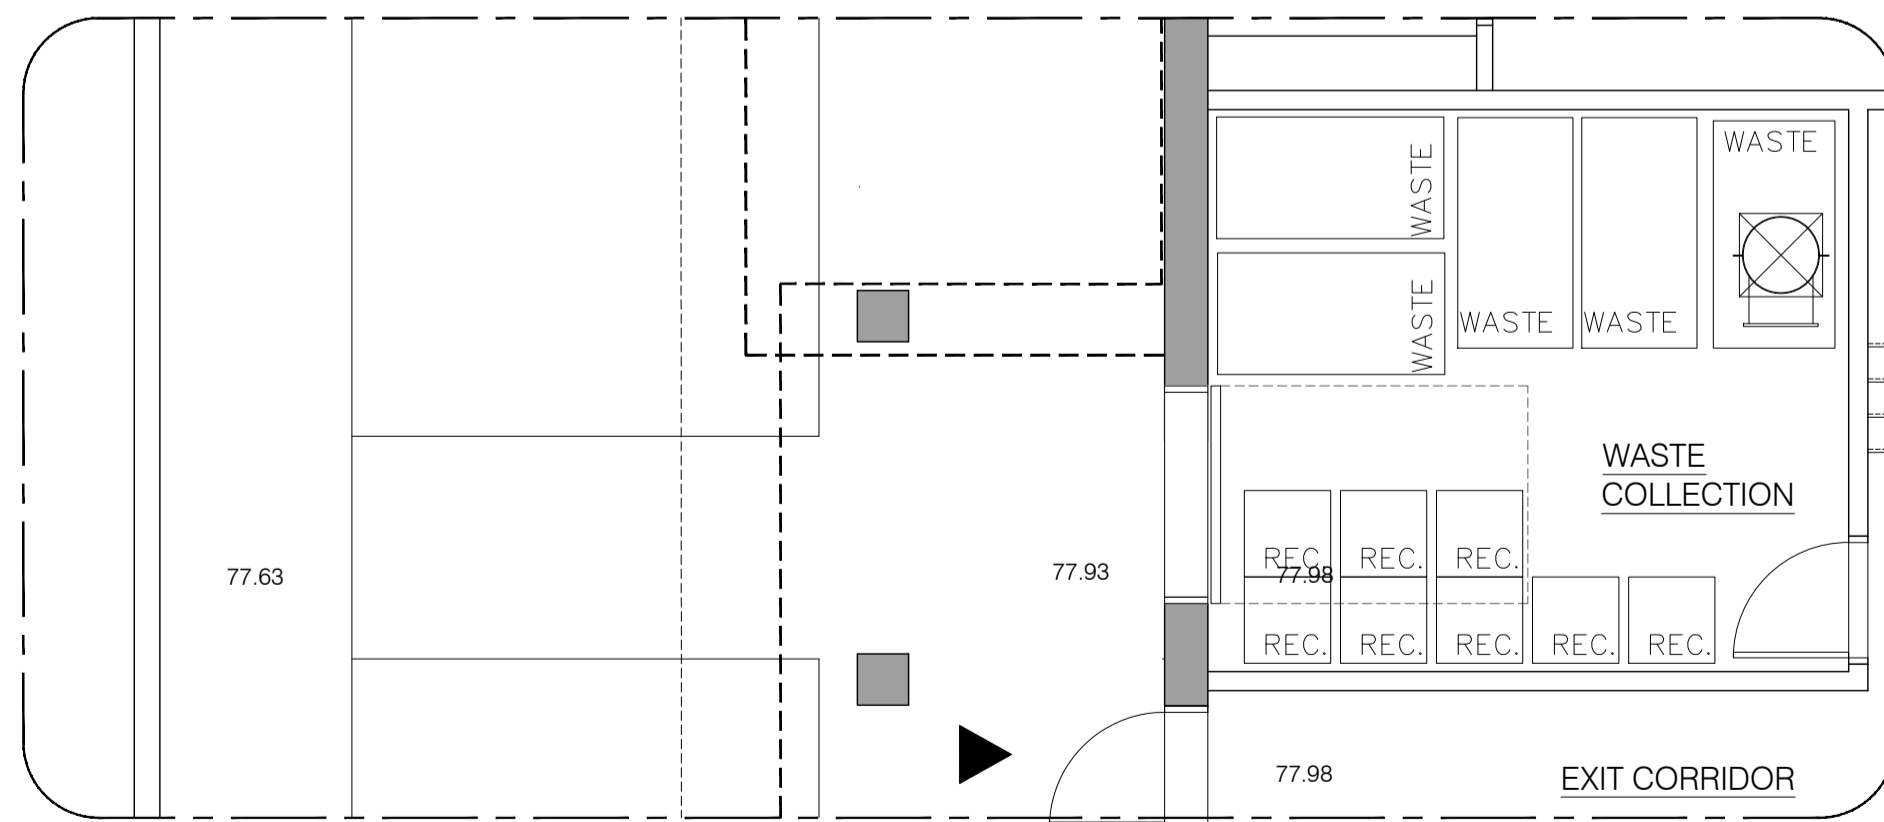 WASTE
WASTE
WASTE
WASTE
WASTE
WASTE
COLLECTION
REC. REC. REC.
77.63
77.93
77.98
REC. REC. REC. REC. REC.
77.98
EXIT CORRIDOR